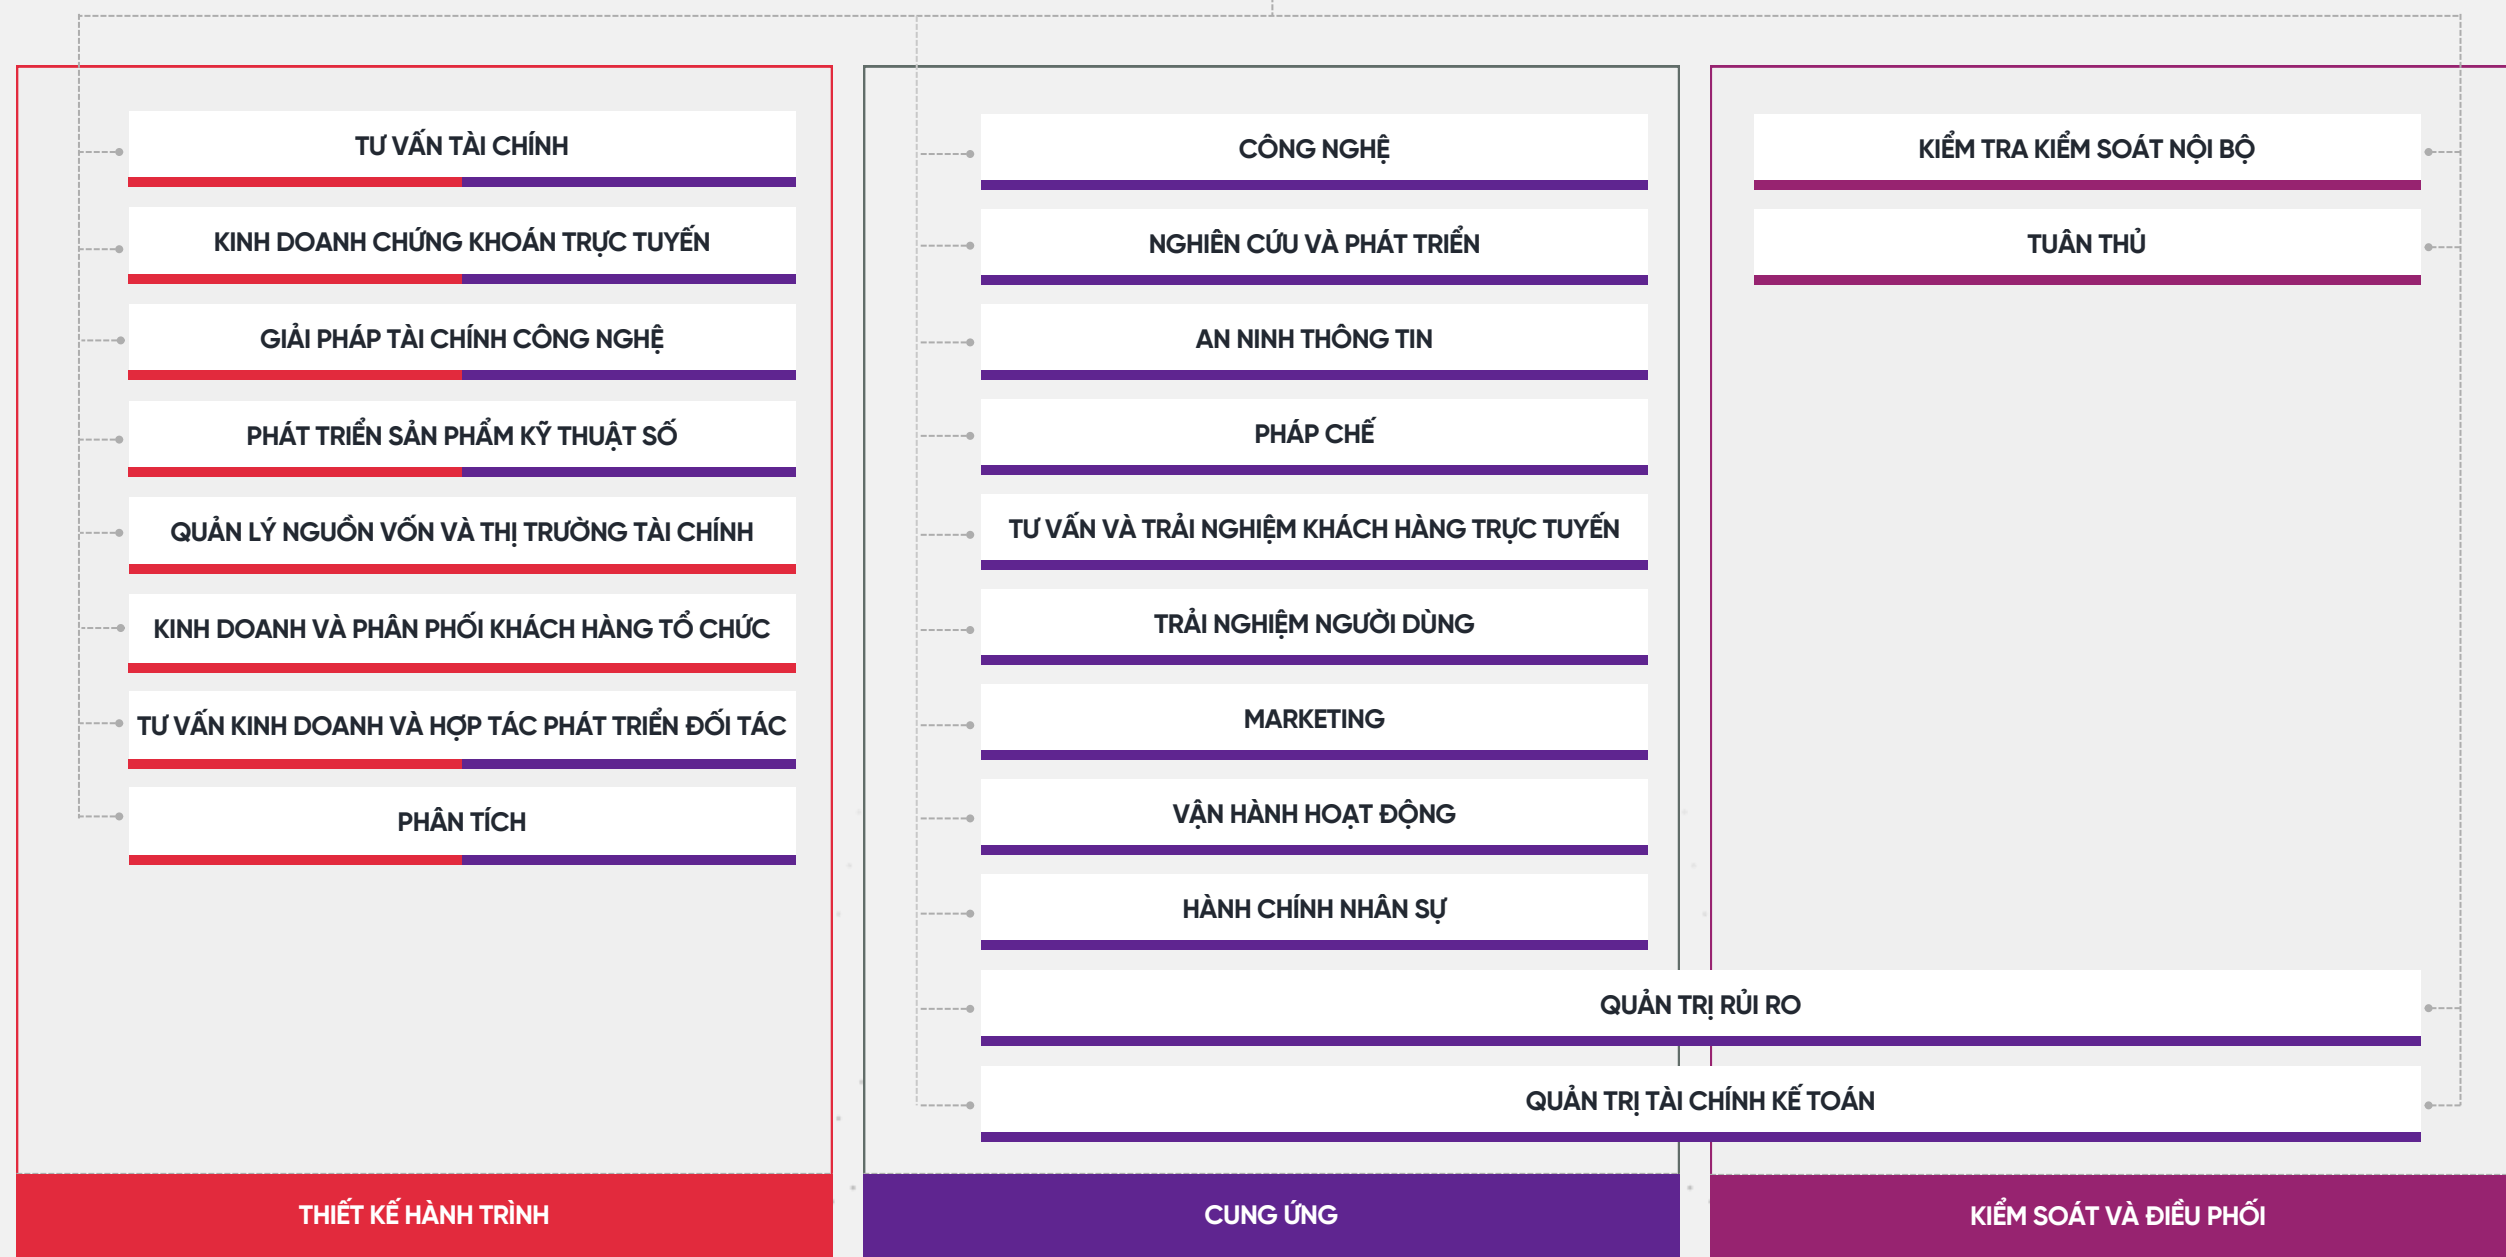 TƯ VẤN TÀI CHÍNH
KINH DOANH CHỨNG KHOÁN TRỰC TUYẾN
GIẢI PHÁP TÀI CHÍNH CÔNG NGHỆ
PHÁT TRIỂN SẢN PHẨM KỸ THUẬT SỐ
QUẢN LÝ NGUỒN VỐN VÀ THỊ TRƯỜNG TÀI CHÍNH
KINH DOANH VÀ PHÂN PHỐI KHÁCH HÀNG TỔ CHỨC
TƯ VẤN KINH DOANH VÀ HỢP TÁC PHÁT TRIỂN ĐỐI TÁC
PHÂN TÍCH
THIẾT KẾ HÀNH TRÌNH
CÔNG NGHỆ
NGHIÊN CỨU VÀ PHÁT TRIỂN
AN NINH THÔNG TIN
PHÁP CHẾ
TƯ VẤN VÀ TRẢI NGHIỆM KHÁCH HÀNG TRỰC TUYẾN
TRẢI NGHIỆM NGƯỜI DÙNG
MARKETING
VẬN HÀNH HOẠT ĐỘNG
HÀNH CHÍNH NHÂN SỰ
QUẢN TRỊ RỦI RO
QUẢN TRỊ TÀI CHÍNH KẾ TOÁN
CUNG ỨNG
KIỂM TRA KIỂM SOÁT NỘI BỘ
TUÂN THỦ
KIỂM SOÁT VÀ ĐIỀU PHỐI